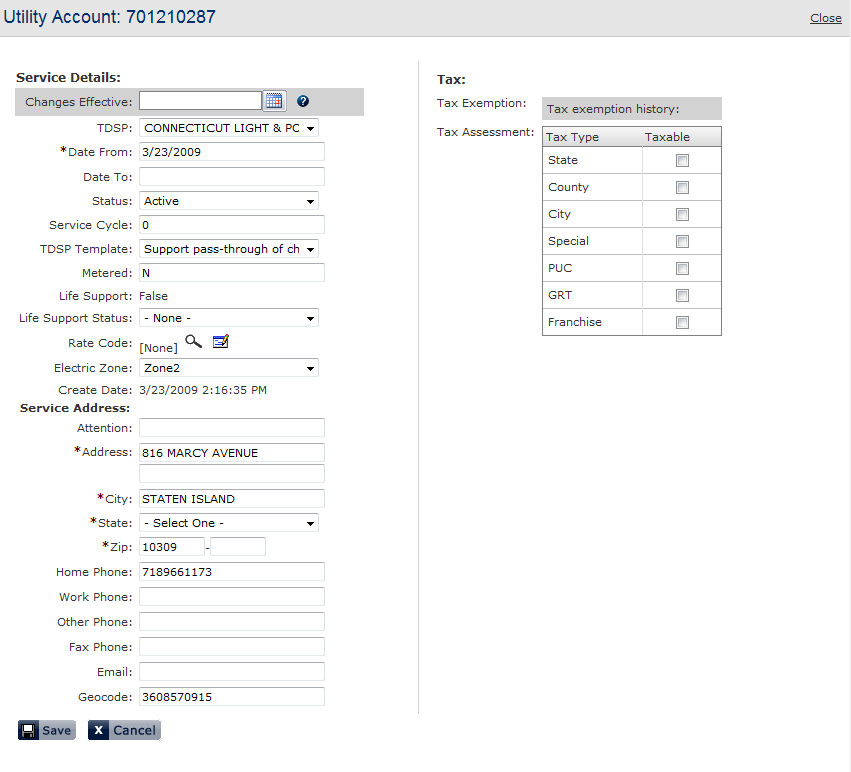 Utility Account: 701210287
Close
Service Details:
Changes Effective:
?
TDSP: CONNECTICUT LIGHT & PC
*Date From: 3/23/2009
Date To:
Status: Active
Service Cycle: 0
TDSP Template: Support pass-through of ch
Metered: N
Life Support: False
Life Support Status: - None -
Rate Code: [None]
Electric Zone: Zone2
Create Date: 3/23/2009 2:16:35 PM
Service Address:
Attention:
*Address: 816 MARCY AVENUE
*City: STATEN ISLAND
*State: - Select One -
*Zip: 10309 -
Home Phone: 7189661173
Work Phone:
Other Phone:
Fax Phone:
Email:
Geocode: 3608570915
Save
X Cancel
Tax:
Tax Exemption: Tax exemption history:
Tax Assessment:
Tax Type Taxable
State
County
City
Special
PUC
GRT
Franchise